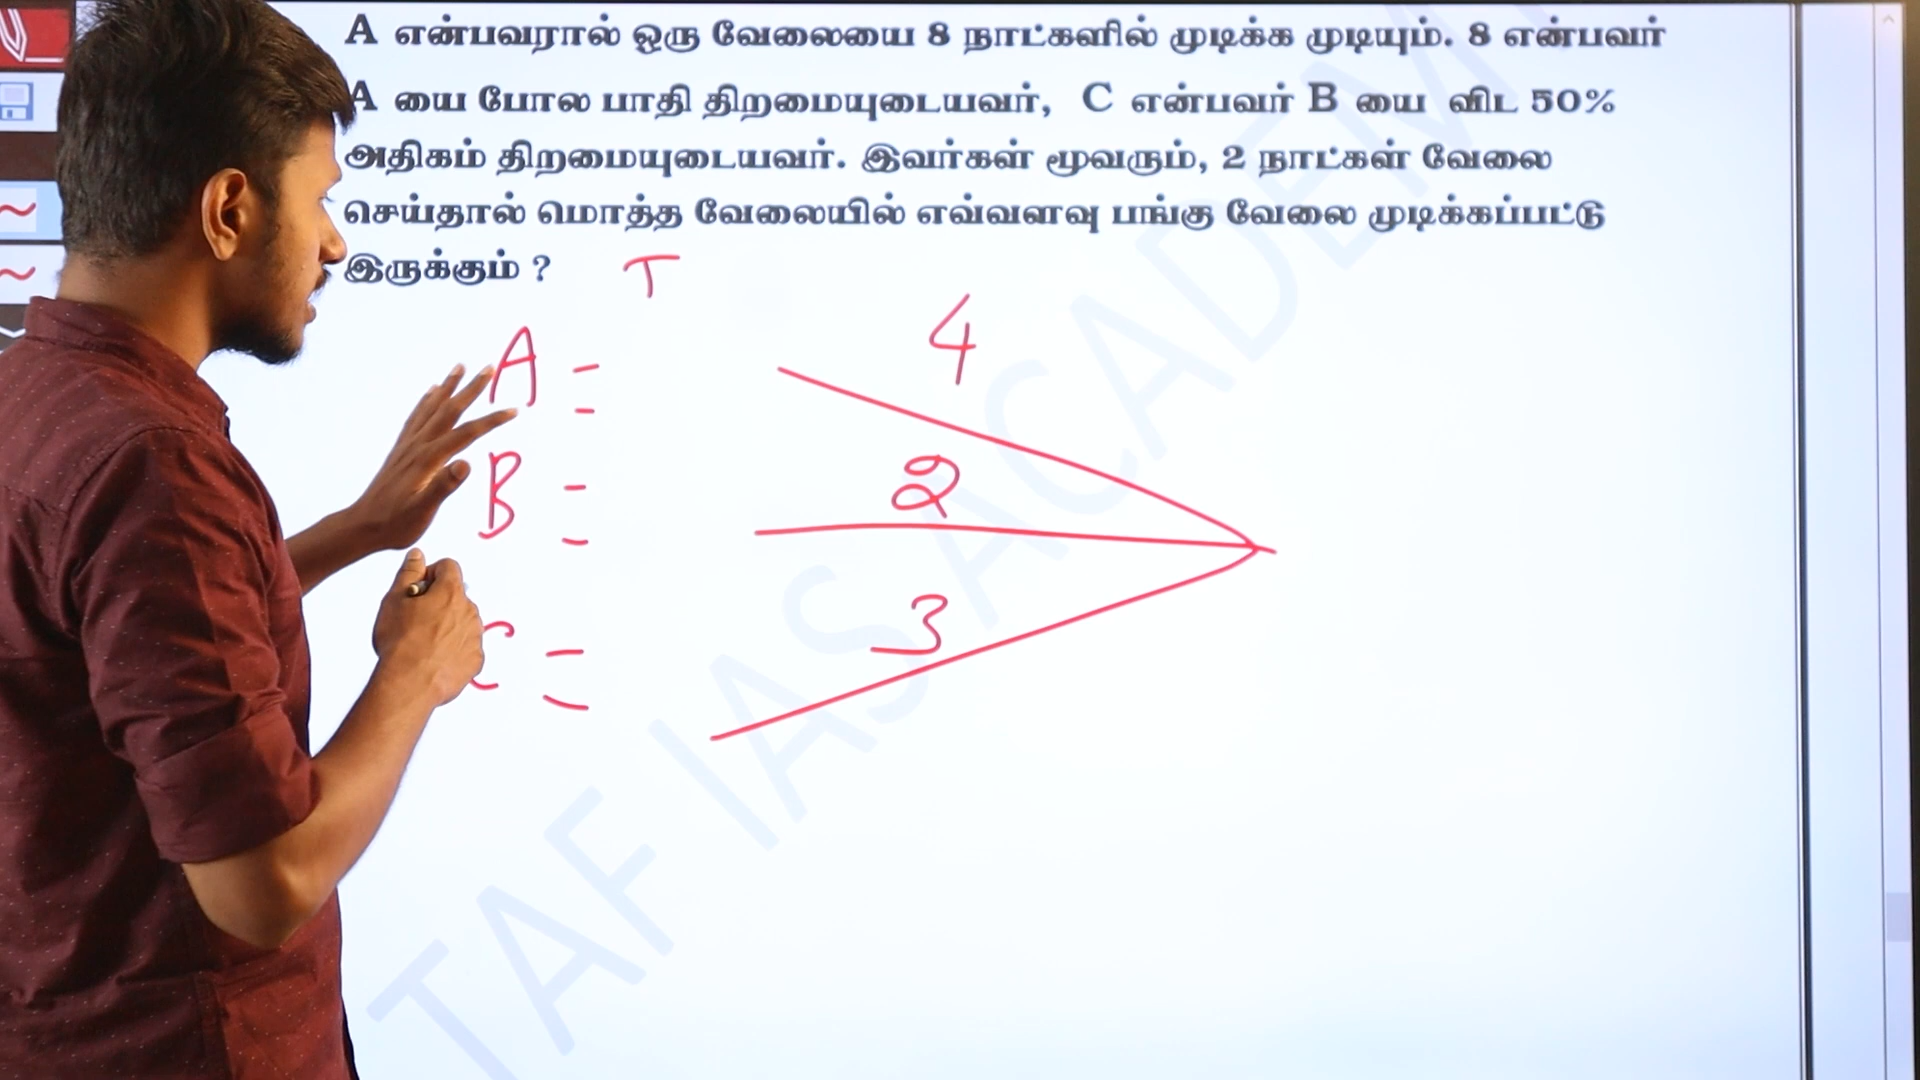 A என்பவரால் ஒரு வேலையை 8 நாட்களில் முடிக்க முடியும். 8 என்பவர்
A யை போல பாதி திறமையுடையவர், C என்பவர் B யை விட 50%
அதிகம் திறமையுடையவர். இவர்கள் மூவரும், 2 நாட்கள் வேலை
செய்தால் மொத்த வேலையில் எவ்வளவு பங்கு வேலை முடிக்கப்பட்டு
இருக்கும் ?
T
A = 4
B = 2
C = 3
TAF IAS ACADEMY